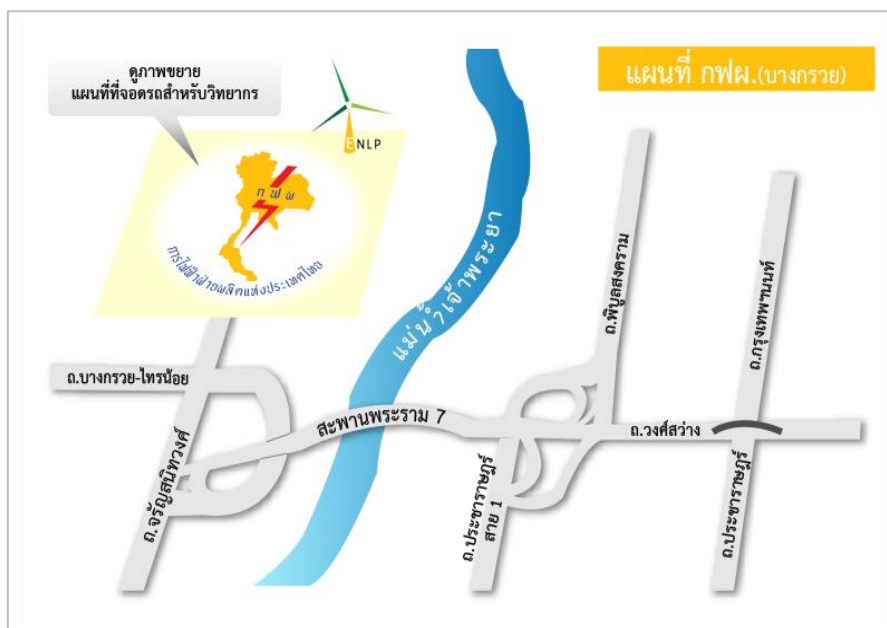 ดูภาพขยาย
แผนที่ที่จอดรถสำหรับวิทยากร
แผนที่ กฟผ.(บางกรวย)
ENLP
ก ฟ ผ
การไฟฟ้าฝ่ายผลิตแห่งประเทศไทย
แม่น้ำเจ้าพระยา
ถ.พิบูลสงคราม
ถ.กรุงเทพฯนนท์
ถ.บางกรวย-ไทรน้อย
สะพานพระราม 7
ถ.วงศ์สว่าง
ถ.จรัญสนิทวงศ์
ถ.ประชาราษฎร์
สาย 1
ถ.ประชาราษฎร์